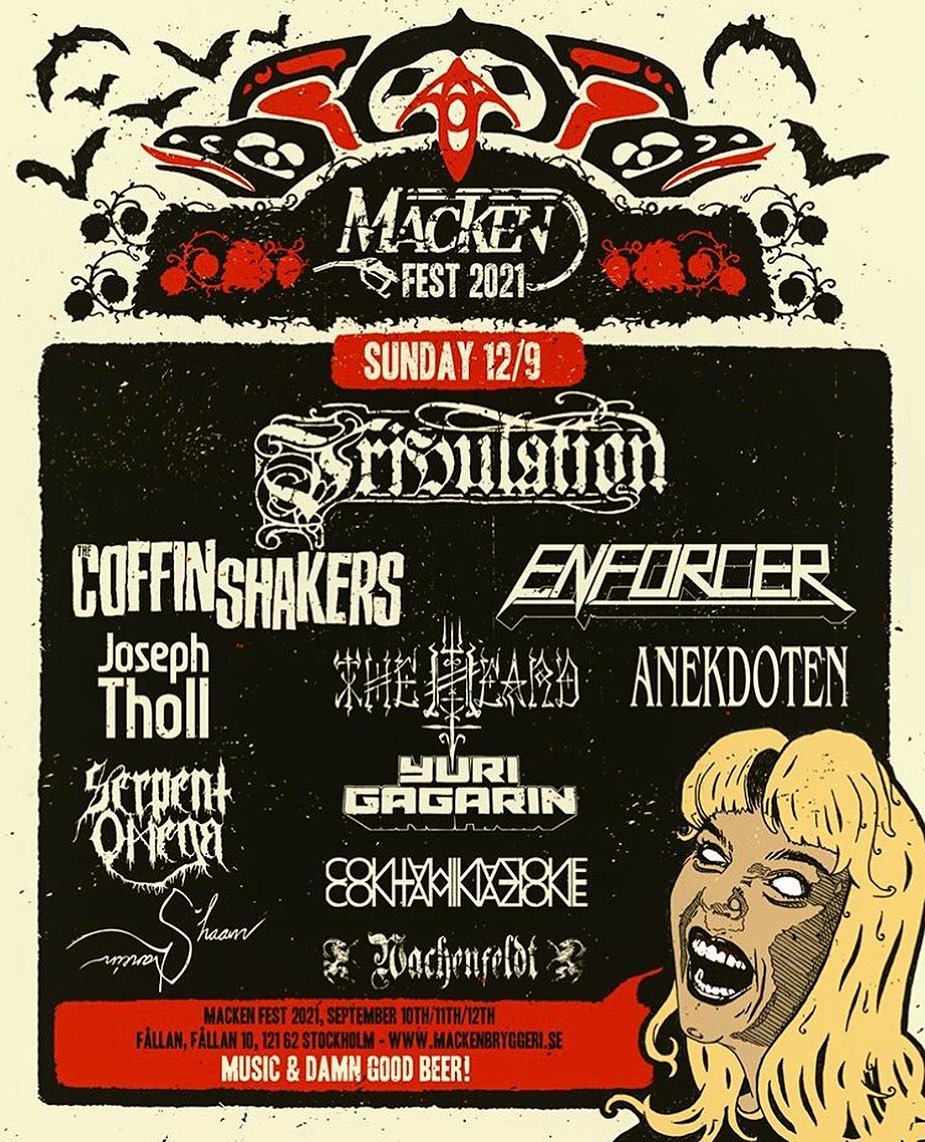 MACKEN
FEST 2021
SUNDAY 12/9
Tribulation
THE COFFINSHAKERS
ENFORCER
Joseph
Tholl
THE HEARD
ANEKDOTEN
Serpent
Omega
YURI
GAGARIN
CONTAMINAZIONE
Shaan
Wachenfeldt
MACKEN FEST 2021, SEPTEMBER 10TH/11TH/12TH
FÅLLAN, FÅLLAN 10, 121 62 STOCKHOLM - WWW.MACKENBRYGGERI.SE
MUSIC & DAMN GOOD BEER!